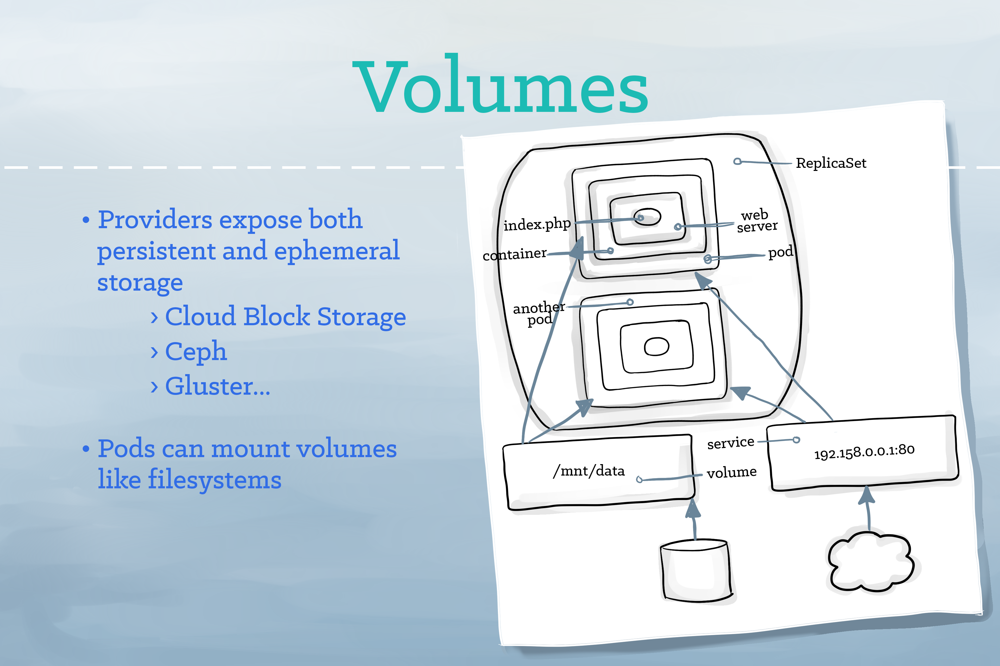 Volumes
• Providers expose both
persistent and ephemeral
storage
› Cloud Block Storage
› Ceph
› Gluster...
• Pods can mount volumes
like filesystems
ReplicaSet
index.php
web
server
container
pod
another
pod
service
192.158.0.0.1:80
/mnt/data
volume